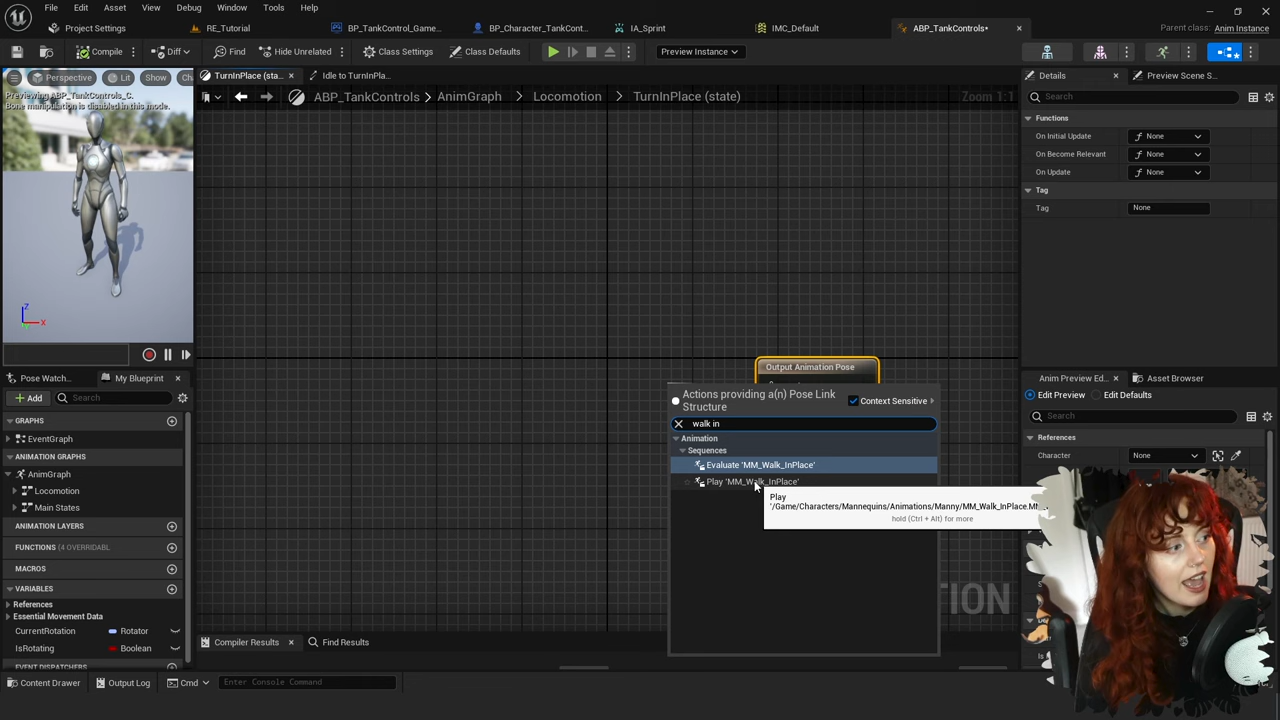 File Edit Asset View Debug Window Tools Help
Project Settings
RE_Tutorial
BP_TankControl_Game...
BP_Character_TankCont...
IA_Sprint
IMC_Default
ABP_TankControls•
Parent class: Anim Instance
Compile
Diff
Find
Hide Unrelated
Class Settings
Class Defaults
Preview Instance
TurnInPlace (sta...
Idle to TurnInPla...
Details
Preview Scene S...
Perspective
Lit
Show
Previewing ABP_TankControls_C.
Bone manipulation is disabled in this mode.
ABP_TankControls
AnimGraph
Locomotion
TurnInPlace (state)
Zoom 1:1
Search
Functions
On Initial Update
None
On Become Relevant
None
On Update
None
Tag
Tag
None
Z
X
Output Animation Pose
Actions providing a(n) Pose Link Structure
Context Sensitive
walk in
Animation
Sequences
Evaluate 'MM_Walk_InPlace'
Play 'MM_Walk_InPlace'
Play
'/Game/Characters/Mannequins/Animations/Manny/MM_Walk_InPlace.MM
hold (Ctrl + Alt) for more
Pose Watch...
My Blueprint
Add
Search
GRAPHS
EventGraph
ANIMATION GRAPHS
AnimGraph
Locomotion
Main States
ANIMATION LAYERS
FUNCTIONS (4 OVERRIDABL
MACROS
VARIABLES
References
Essential Movement Data
CurrentRotation
Rotator
IsRotating
Boolean
EVENT DISPATCHERS
Anim Preview Ed...
Asset Browser
Edit Preview
Edit Defaults
Search
References
Character
None
Compiler Results
Find Results
Content Drawer
Output Log
Cmd
Enter Console Command